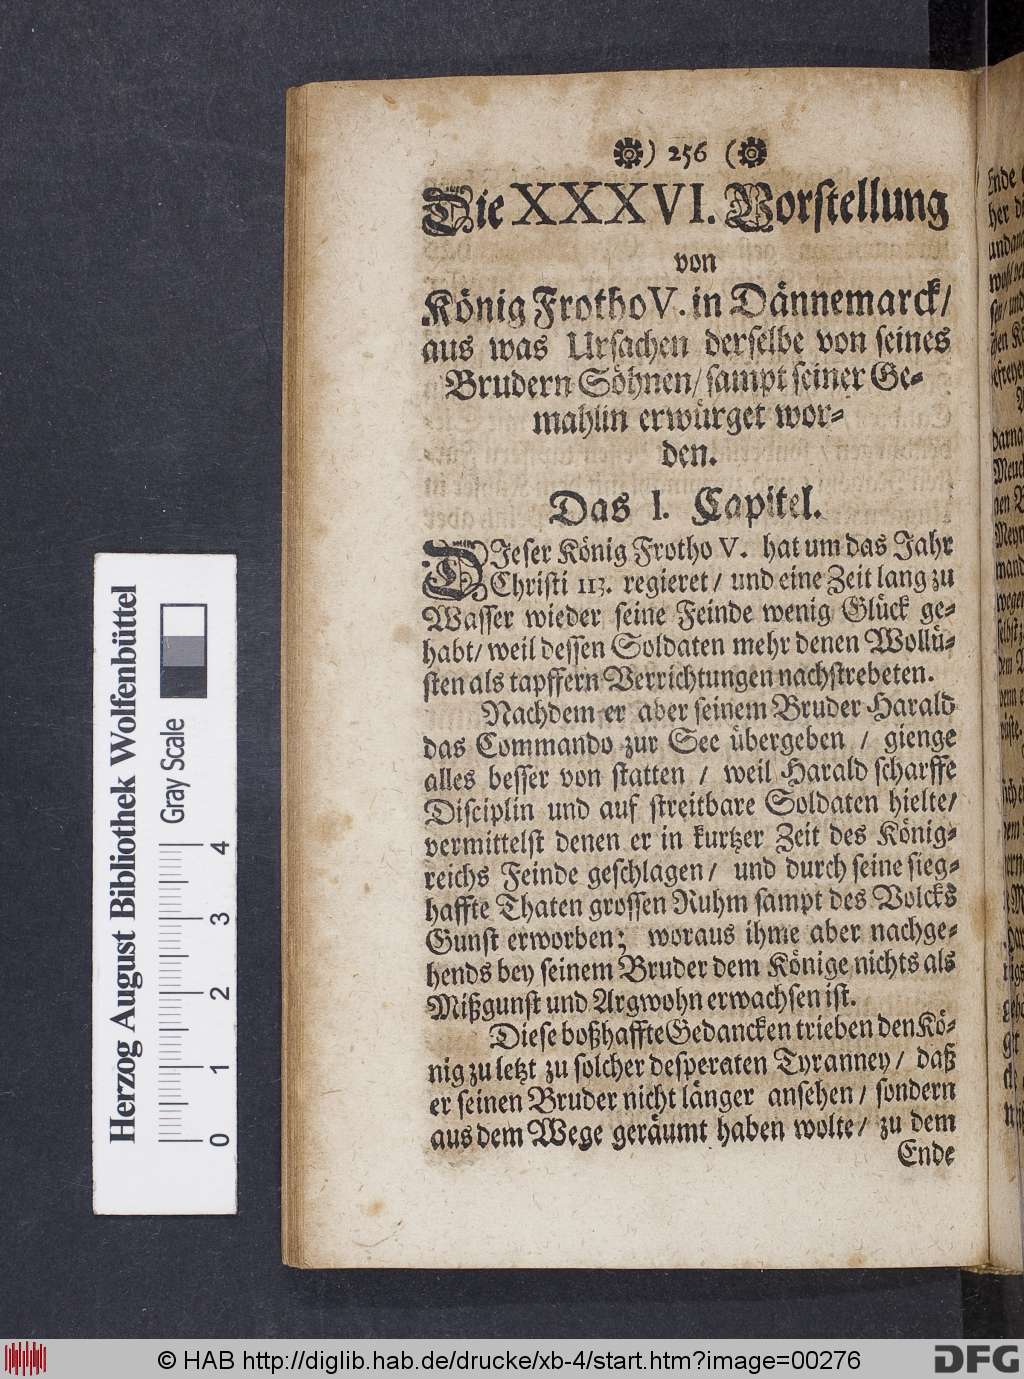 ) 256 (
Die XXXVI. Vorstellung
von
König Frotho V. in Dännemarck/
aus was Ursachen derselbe von seines
Brudern Söhnen/ sampt seiner Ge-
mahlin erwürget wor-
den.
Das I. Capitel.
DIeser König Frotho V. hat um das Jahr
Christi 113. regieret/ und eine Zeit lang zu
Wasser wieder seine Feinde wenig Glück ge-
habt/ weil dessen Soldaten mehr denen Wollü-
sten als tapffern Verrichtungen nachstrebeten.
Nachdem er aber seinem Bruder Harald
das Commando zur See übergeben / gienge
alles besser von statten / weil Harald scharffe
Disciplin und auf streitbare Soldaten hielte/
vermittelst denen er in kurtzer Zeit des König-
reichs Feinde geschlagen/ und durch seine sieg-
haffte Thaten grossen Ruhm sampt des Volcks
Gunst erworben; woraus ihme aber nachge-
hends bey seinem Bruder dem Könige nichts als
Mißgunst und Argwohn erwachsen ist.
Diese boßhaffte Gedancken trieben den Kö-
nig zu letzt zu solcher desperaten Tyranney/ daß
er seinen Bruder nicht länger ansehen/ sondern
aus dem Wege geräumt haben wolte/ zu dem
Ende
Herzog August Bibliothek Wolfenbüttel
Gray Scale
0 1 2 3 4
© HAB http://diglib.hab.de/drucke/xb-4/start.htm?image=00276
DFG